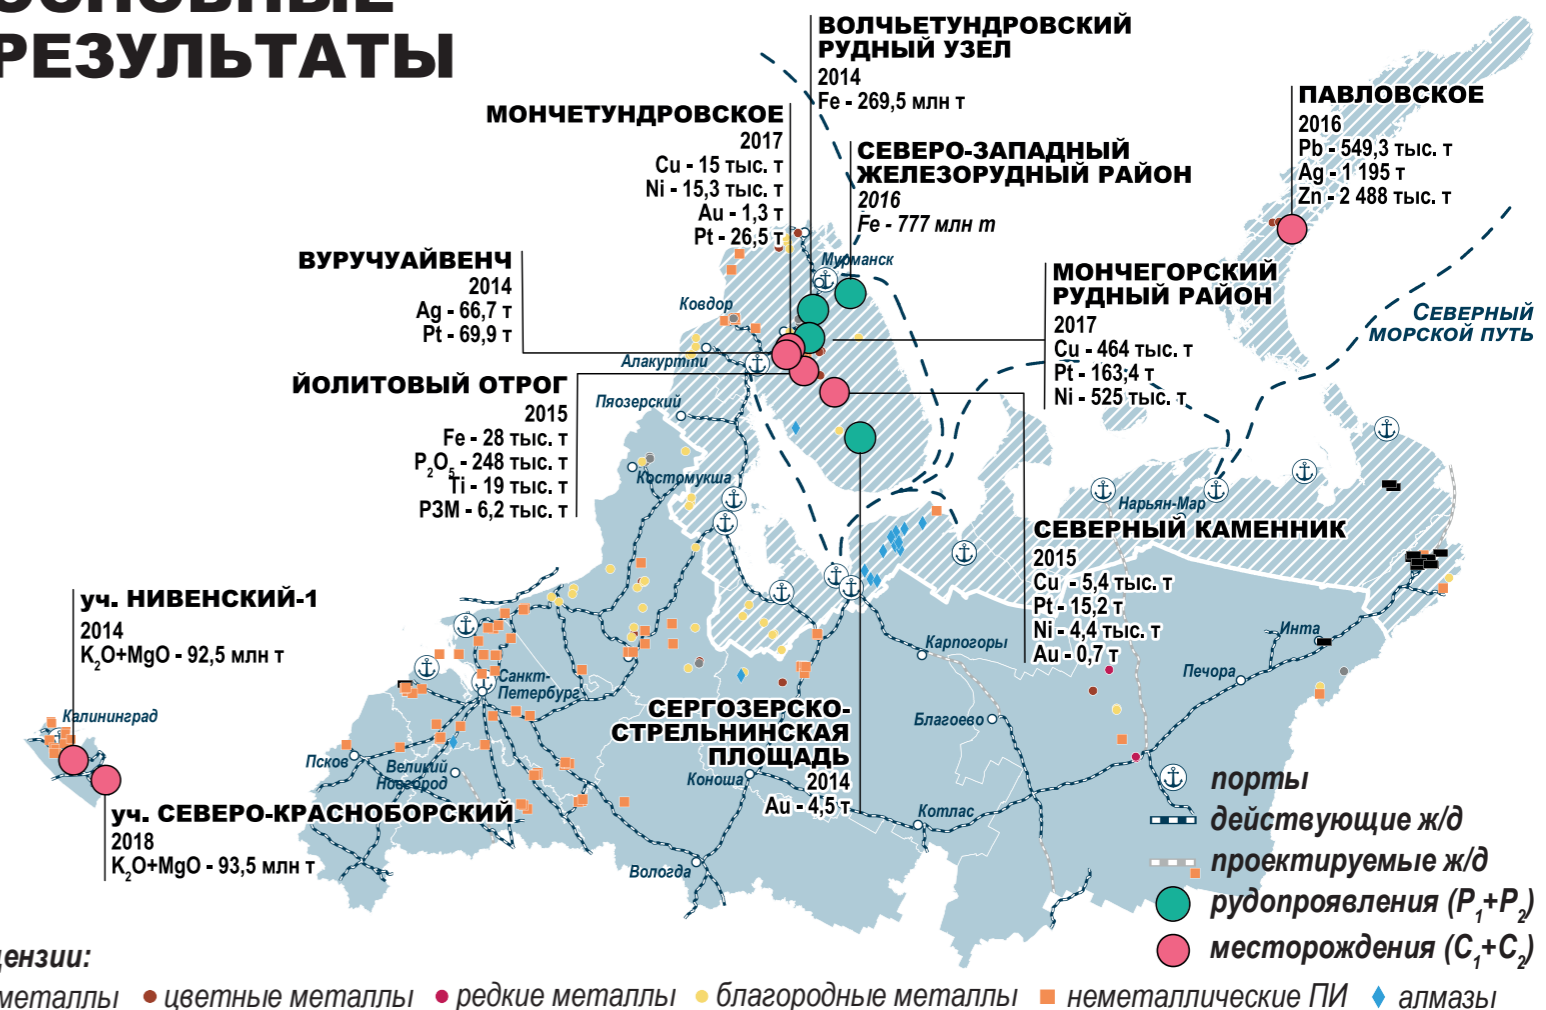 ОСНОВНЫЕ
РЕЗУЛЬТАТЫ
ВОЛЧЬЕТУНДРОВСКИЙ
РУДНЫЙ УЗЕЛ
2014
Fe - 269,5 млн т
МОНЧЕТУНДРОВСКОЕ
2017
Cu - 15 тыс. т
Ni - 15,3 тыс. т
Au - 1,3 т
Pt - 26,5 т
СЕВЕРО-ЗАПАДНЫЙ
ЖЕЛЕЗОРУДНЫЙ РАЙОН
2016
Fe - 777 млн т
ПАВЛОВСКОЕ
2016
Pb - 549,3 тыс. т
Ag - 1 195 т
Zn - 2 488 тыс. т
ВУРУЧУАЙВЕНЧ
2014
Ag - 66,7 т
Pt - 69,9 т
МОНЧЕГОРСКИЙ
РУДНЫЙ РАЙОН
2017
Cu - 464 тыс. т
Pt - 163,4 т
Ni - 525 тыс. т
СЕВЕРНЫЙ
МОРСКОЙ ПУТЬ
Мурманск
Ковдор
Алакуртти
Пяозерский
Костомукша
ЙОЛИТОВЫЙ ОТРОГ
2015
Fe - 28 тыс. т
P2O5 - 248 тыс. т
Ti - 19 тыс. т
РЗМ - 6,2 тыс. т
Нарьян-Мар
СЕВЕРНЫЙ КАМЕННИК
2015
Cu - 5,4 тыс. т
Pt - 15,2 т
Ni - 4,4 тыс. т
Au - 0,7 т
уч. НИВЕНСКИЙ-1
2014
K2O+MgO - 92,5 млн т
Инта
Карпогоры
Печора
Санкт-
Петербург
Калининград
СЕРГОЗЕРСКО-
СТРЕЛЬНИНСКАЯ
ПЛОЩАДЬ
2014
Au - 4,5 т
Благоево
Псков
Великий
Новгород
Коноша
Котлас
Вологда
уч. СЕВЕРО-КРАСНОБОРСКИЙ
2018
K2O+MgO - 93,5 млн т
порты
действующие ж/д
проектируемые ж/д
рудопроявления (P1+P2)
месторождения (C1+C2)
цензии:
металлы
цветные металлы
редкие металлы
благородные металлы
неметаллические ПИ
алмазы